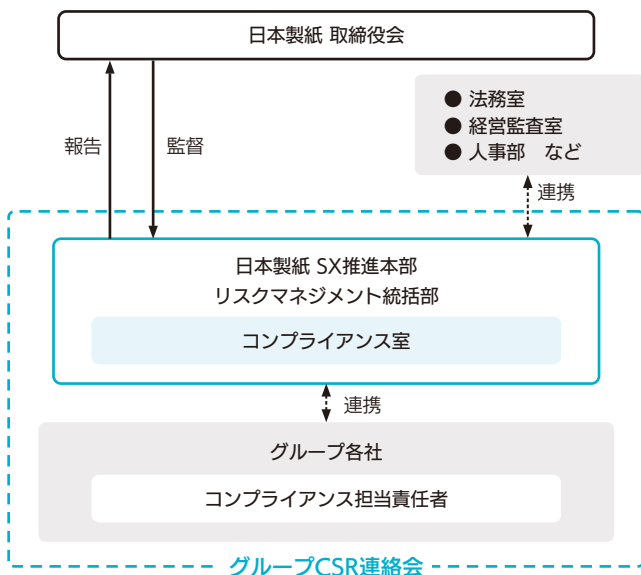 日本製紙 取締役会
● 法務室
● 経営監査室
● 人事部　など
報告
監督
連携
日本製紙 SX推進本部
リスクマネジメント統括部
コンプライアンス室
連携
グループ各社
コンプライアンス担当責任者
グループCSR連絡会